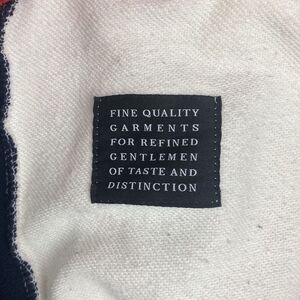 FINE QUALITY
GARMENTS
FOR REFINED
GENTLEMEN
OF TASTE AND
DISTINCTION